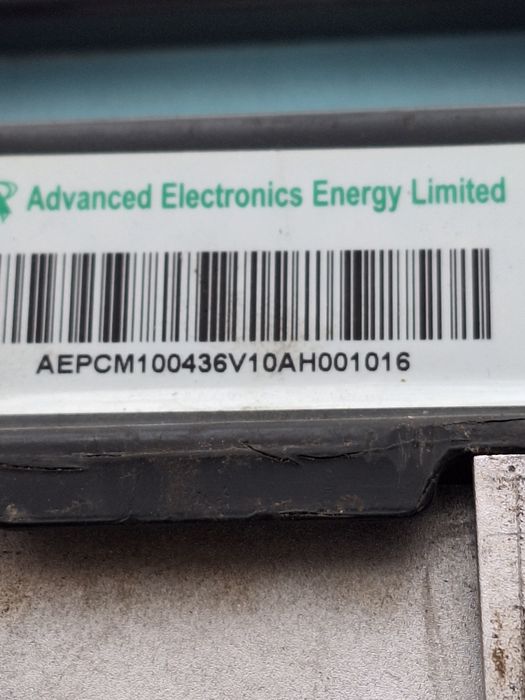 Advanced Electronics Energy Limited
AEPCM100436V10AH001016